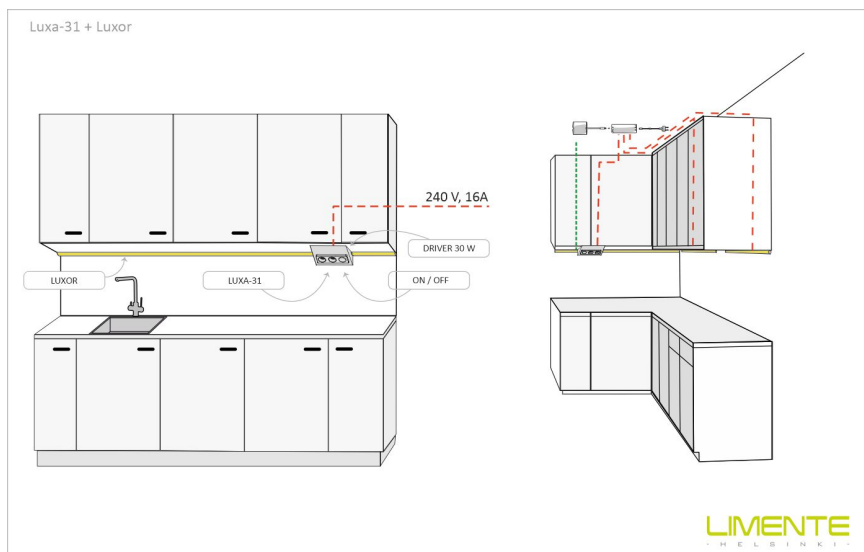 Luxa-31 + Luxor
240 V, 16A
DRIVER 30 W
LUXOR
LUXA-31
ON / OFF
LIMENTE
· HELSINKI ·